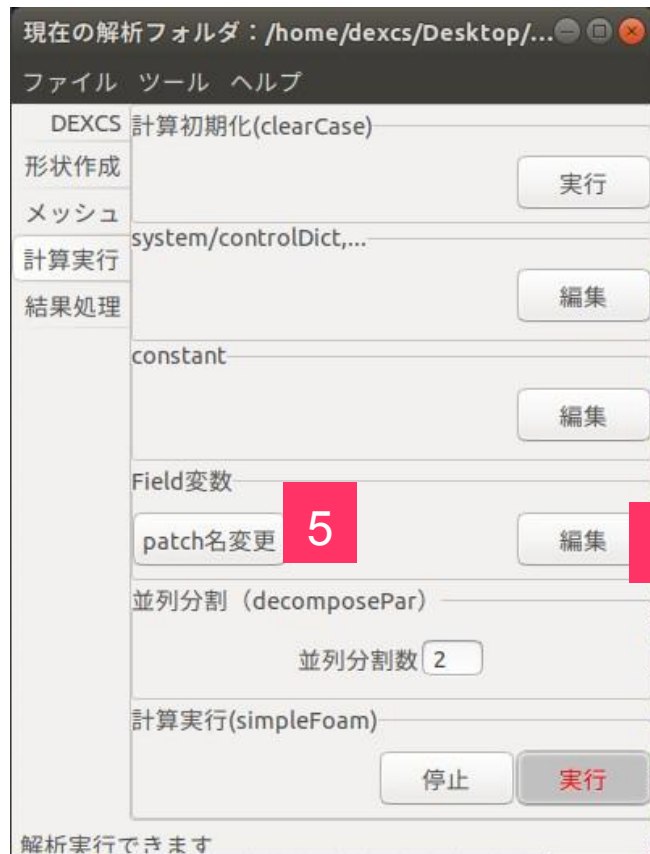 現在の解析フォルダ：/home/dexcs/Desktop/...
ファイル ツール ヘルプ
DEXCS
形状作成
メッシュ
計算実行
結果処理
計算初期化(clearCase)
実行
system/controlDict,...
編集
constant
編集
Field変数
patch名変更 5 編集
並列分割（decomposePar）
並列分割数 2
計算実行(simpleFoam)
停止 実行
解析実行できます